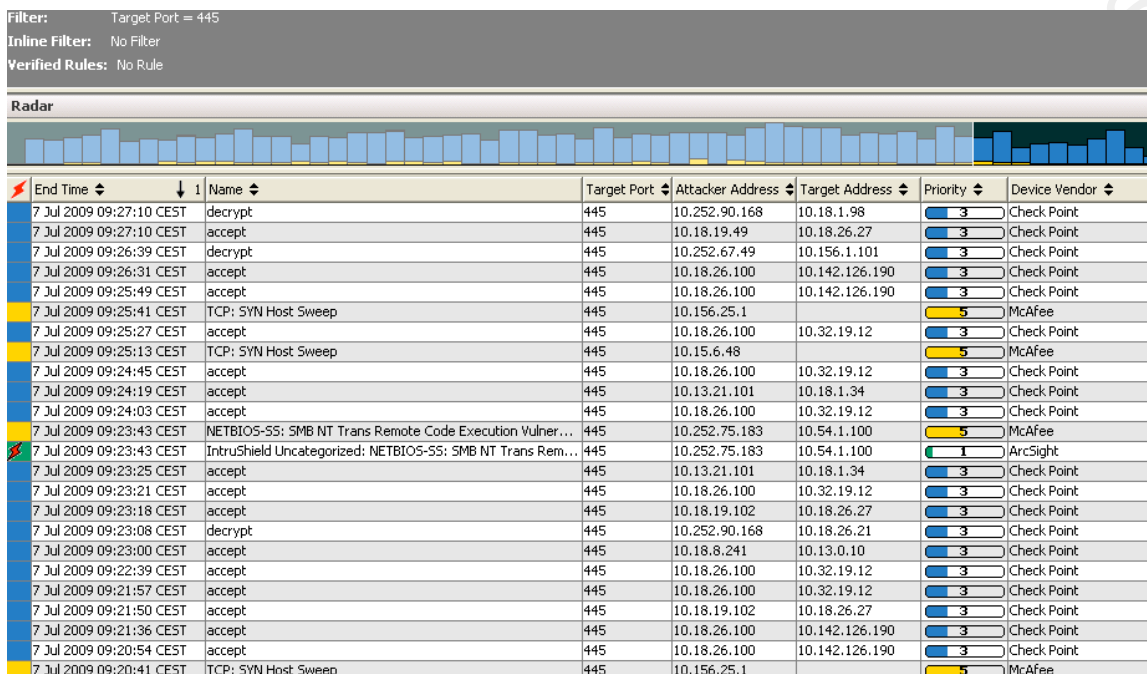 Filter: Target Port = 445
Inline Filter: No Filter
Verified Rules: No Rule
Radar
End Time 1 Name Target Port Attacker Address Target Address Priority Device Vendor
7 Jul 2009 09:27:10 CEST decrypt 445 10.252.90.168 10.18.1.98 3 Check Point
7 Jul 2009 09:27:10 CEST accept 445 10.18.19.49 10.18.26.27 3 Check Point
7 Jul 2009 09:26:39 CEST decrypt 445 10.252.67.49 10.156.1.101 3 Check Point
7 Jul 2009 09:26:31 CEST accept 445 10.18.26.100 10.142.126.190 3 Check Point
7 Jul 2009 09:25:49 CEST accept 445 10.18.26.100 10.142.126.190 3 Check Point
7 Jul 2009 09:25:41 CEST TCP: SYN Host Sweep 445 10.156.25.1 5 McAfee
7 Jul 2009 09:25:27 CEST accept 445 10.18.26.100 10.32.19.12 3 Check Point
7 Jul 2009 09:25:13 CEST TCP: SYN Host Sweep 445 10.15.6.48 5 McAfee
7 Jul 2009 09:24:45 CEST accept 445 10.18.26.100 10.32.19.12 3 Check Point
7 Jul 2009 09:24:19 CEST accept 445 10.13.21.101 10.18.1.34 3 Check Point
7 Jul 2009 09:24:03 CEST accept 445 10.18.26.100 10.32.19.12 3 Check Point
7 Jul 2009 09:23:43 CEST NETBIOS-SS: SMB NT Trans Remote Code Execution Vulner... 445 10.252.75.183 10.54.1.100 5 McAfee
7 Jul 2009 09:23:43 CEST IntruShield Uncategorized: NETBIOS-SS: SMB NT Trans Rem... 445 10.252.75.183 10.54.1.100 1 ArcSight
7 Jul 2009 09:23:25 CEST accept 445 10.13.21.101 10.18.1.34 3 Check Point
7 Jul 2009 09:23:21 CEST accept 445 10.18.26.100 10.32.19.12 3 Check Point
7 Jul 2009 09:23:18 CEST accept 445 10.18.19.102 10.18.26.27 3 Check Point
7 Jul 2009 09:23:08 CEST decrypt 445 10.252.90.168 10.18.26.21 3 Check Point
7 Jul 2009 09:23:00 CEST accept 445 10.18.8.241 10.13.0.10 3 Check Point
7 Jul 2009 09:22:39 CEST accept 445 10.18.26.100 10.32.19.12 3 Check Point
7 Jul 2009 09:21:57 CEST accept 445 10.18.26.100 10.32.19.12 3 Check Point
7 Jul 2009 09:21:50 CEST accept 445 10.18.19.102 10.18.26.27 3 Check Point
7 Jul 2009 09:21:36 CEST accept 445 10.18.26.100 10.142.126.190 3 Check Point
7 Jul 2009 09:20:54 CEST accept 445 10.18.26.100 10.142.126.190 3 Check Point
7 Jul 2009 09:20:41 CEST TCP: SYN Host Sweep 445 10.156.25.1 5 McAfee